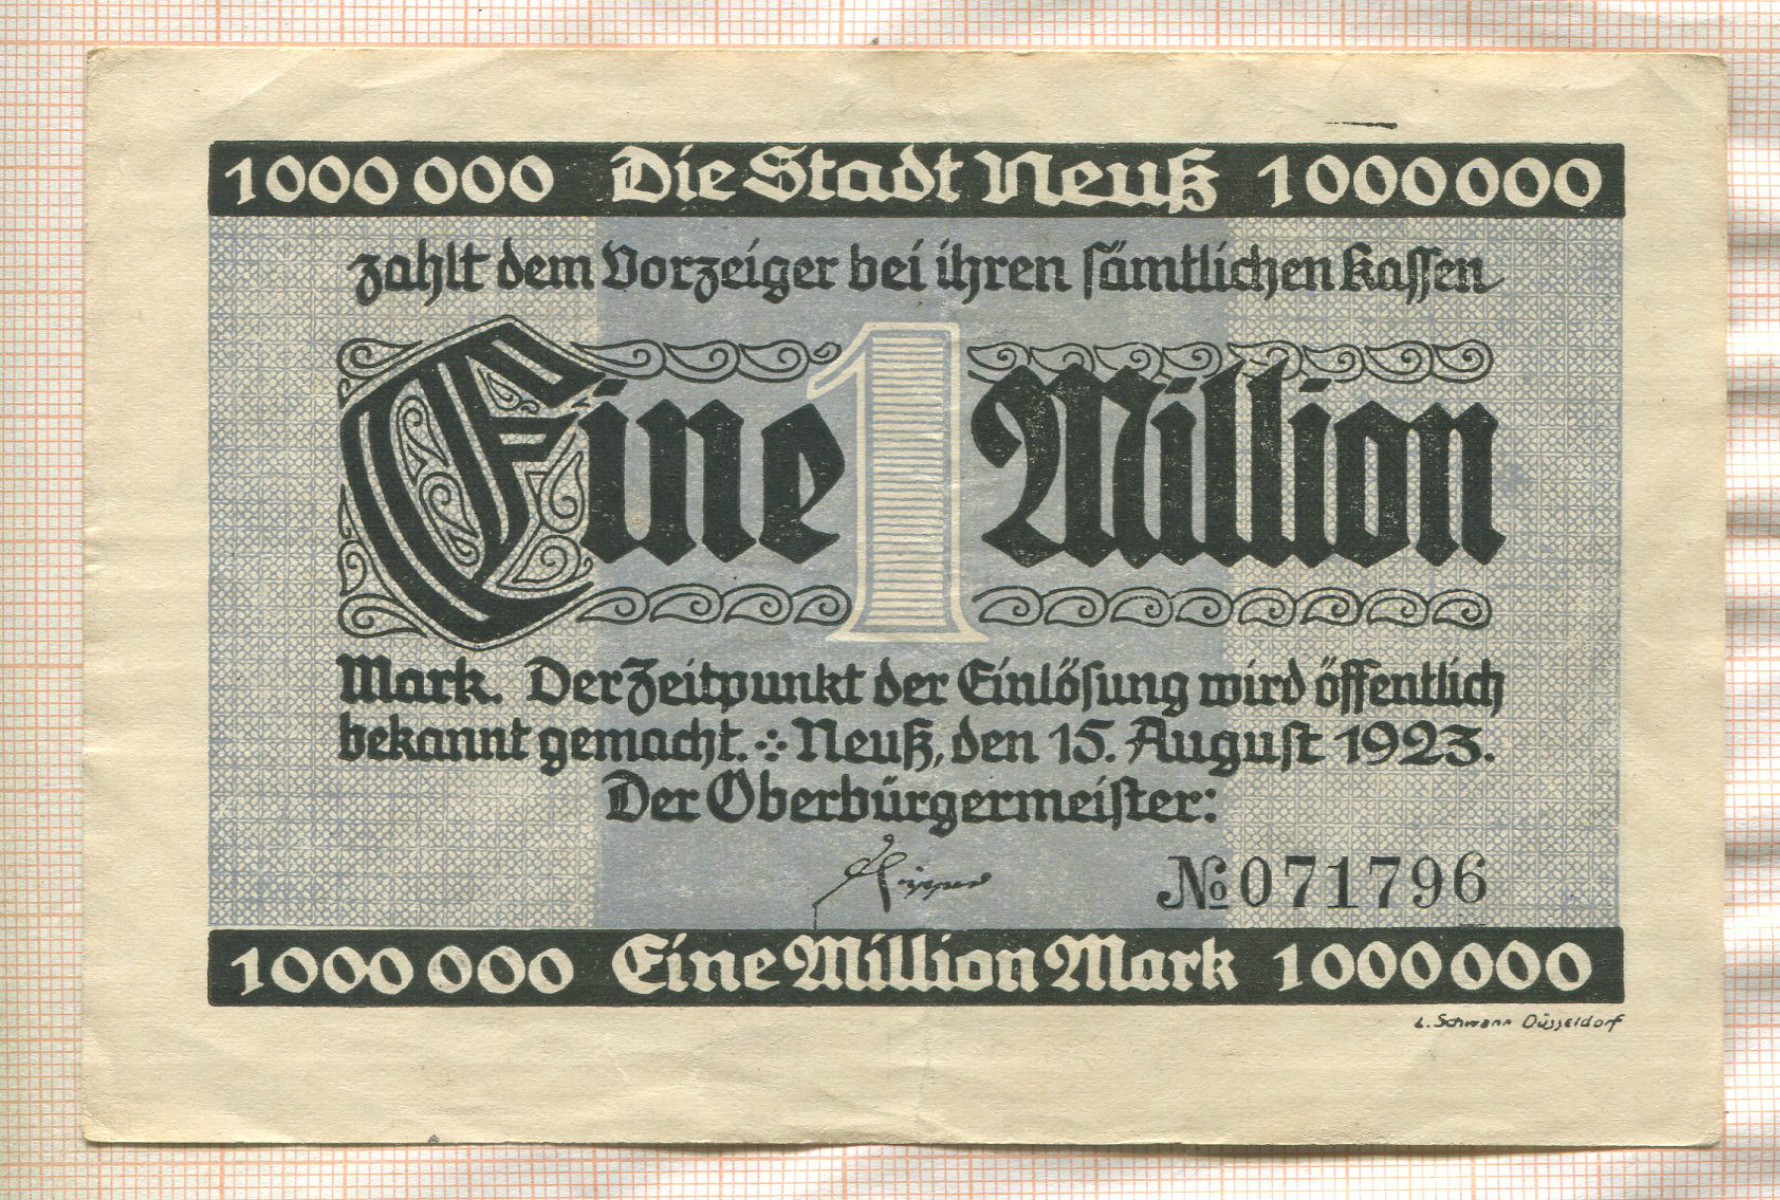 1000 000 Die Stadt Neuß 1000000
zahlt dem Vorzeiger bei ihren sämtlichen Kassen
Eine 1 Million
Mark. Der Zeitpunkt der Einlösung wird öffentlich
bekannt gemacht. Neuß, den 15. August 1923.
Der Oberbürgermeister:
№ 071796
1000 000 Eine Million Mark 1000000
L. Schwann Düsseldorf